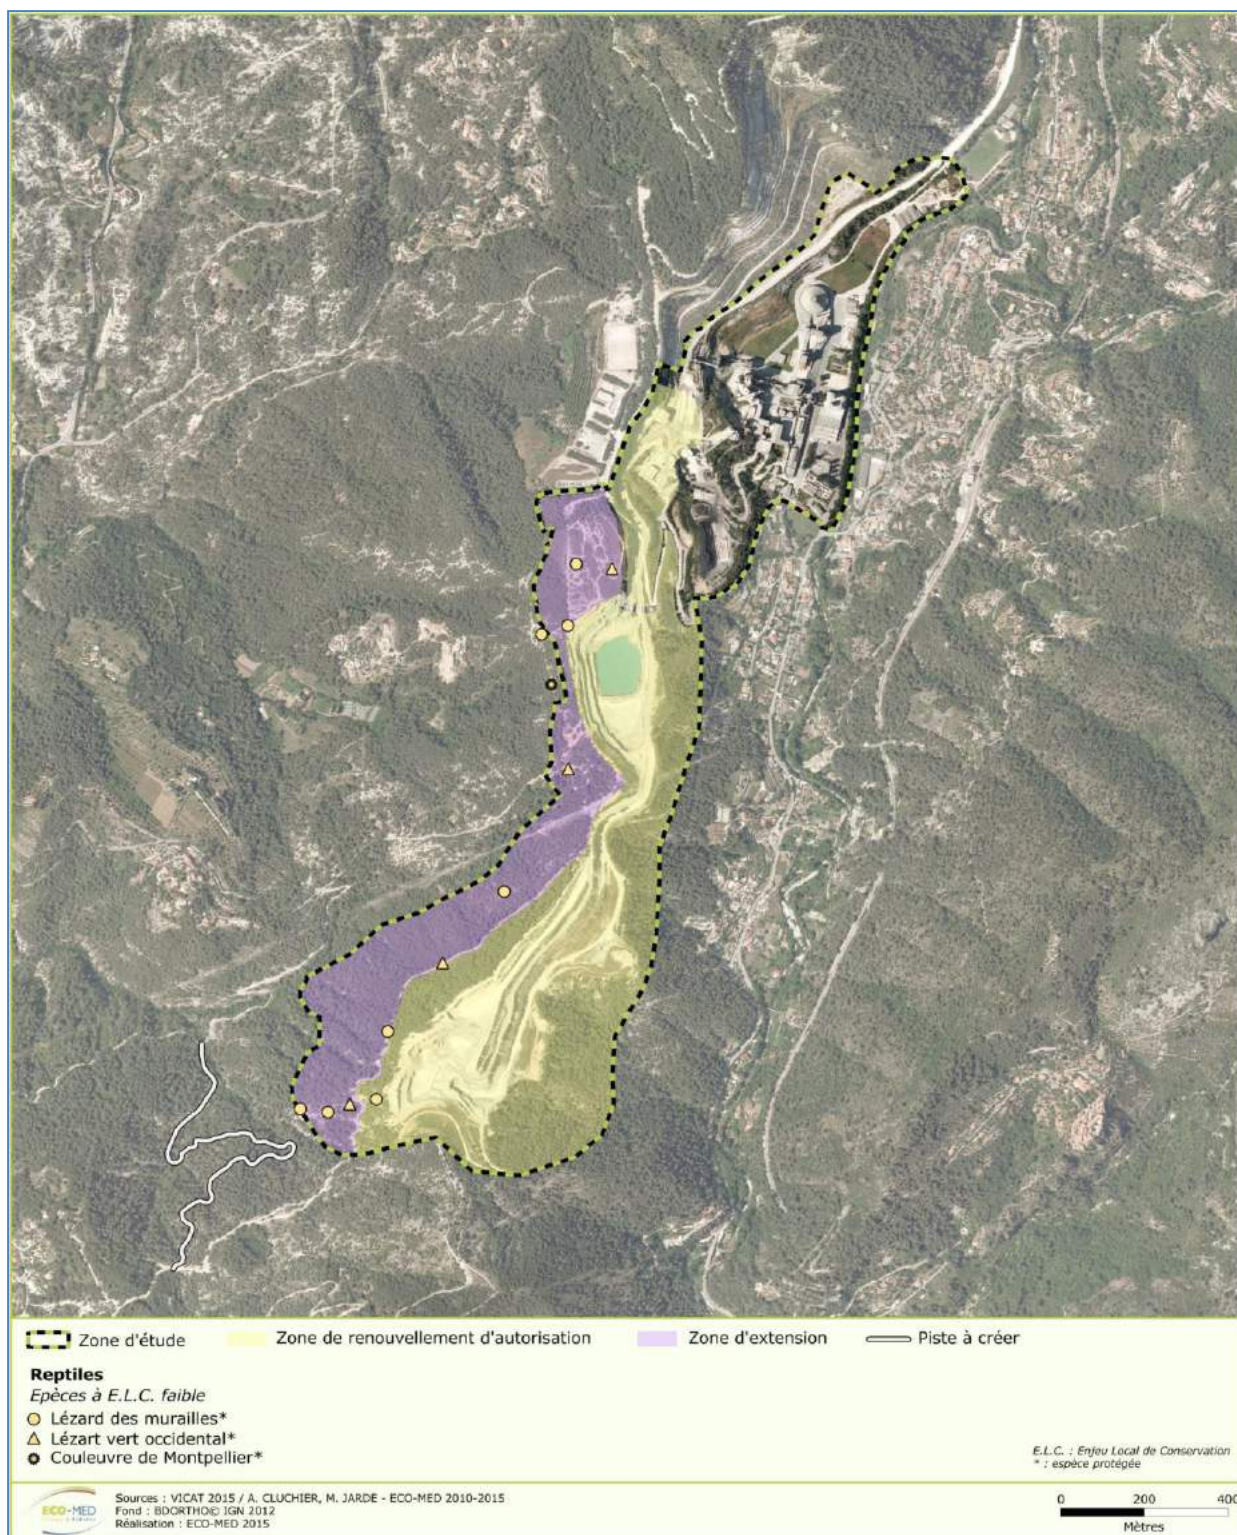 Zone d'étude Zone de renouvellement d'autorisation Zone d'extension Piste à créer
Reptiles
Epèces à E.L.C. faible
Lézard des murailles*
Lézart vert occidental*
Couleuvre de Montpellier*
E.L.C. : Enjeu Local de Conservation
* : espèce protégée
ECO-MED
Sources : VICAT 2015 / A. CLUCHIER, M. JARDE - ECO-MED 2010-2015
Fond : BDORTHO© IGN 2012
Réalisation : ECO-MED 2015
0 200 400
Mètres